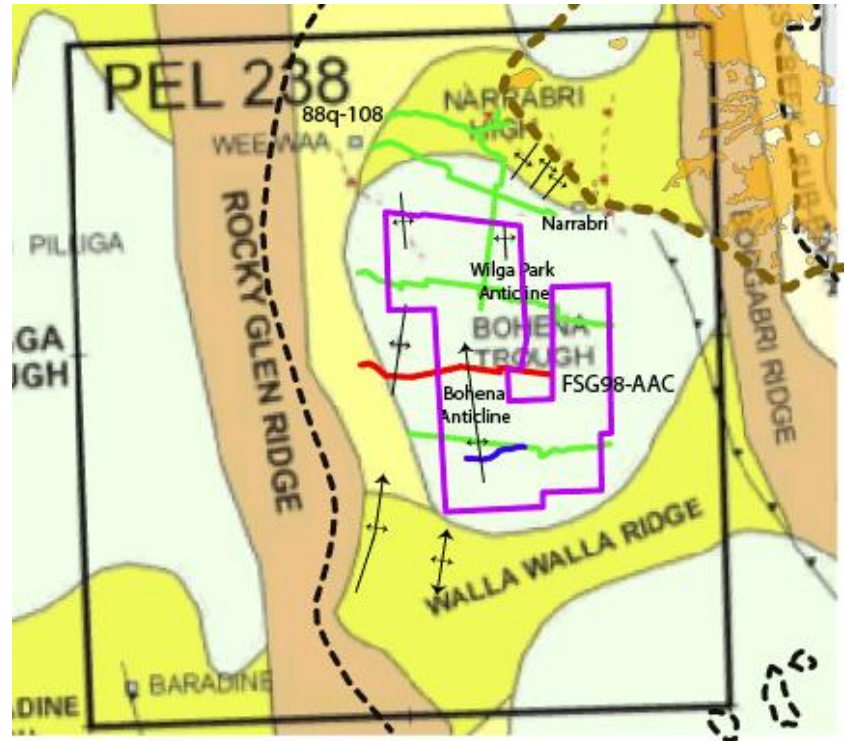 PEL 238
88q-108
NARRABRI
HIGH
WEE WAA
PILLIGA
ROCKY GLEN RIDGE
Narrabri
Wilga Park
Anticline
BOHENA
TROUGH
FSG98-AAC
Bohena
Anticline
BOGGABRI RIDGE
GA
UGH
WALLA WALLA RIDGE
BARADINE
ADINE